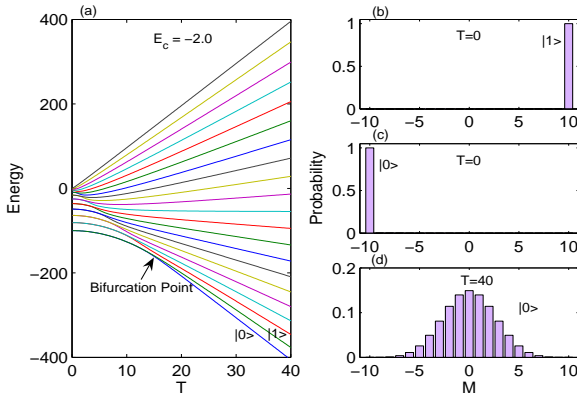 (a)
E_c = −2.0
400
200
0
−200
−400
Energy
0 10 20 30 40
T
Bifurcation Point
|0> |1>
(b)
T=0
|1>
1
0.5
0
−10 −5 0 5 10
(c)
T=0
|0>
1
0.5
0
−10 −5 0 5 10
Probability
(d)
T=40
|0>
0.2
0.1
0
−10 −5 0 5 10
M